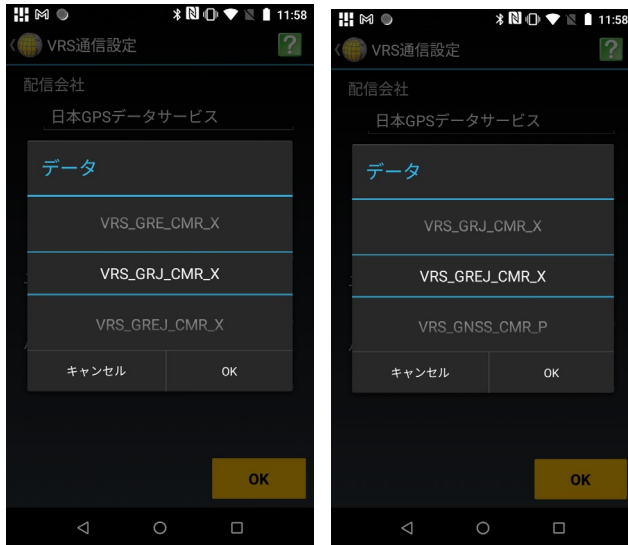 11:58
VRS通信設定
?
配信会社
日本GPSデータサービス
データ
VRS_GRE_CMR_X
VRS_GRJ_CMR_X
VRS_GREJ_CMR_X
キャンセル
OK
OK
11:58
VRS通信設定
?
配信会社
日本GPSデータサービス
データ
VRS_GRJ_CMR_X
VRS_GREJ_CMR_X
VRS_GNSS_CMR_P
キャンセル
OK
OK